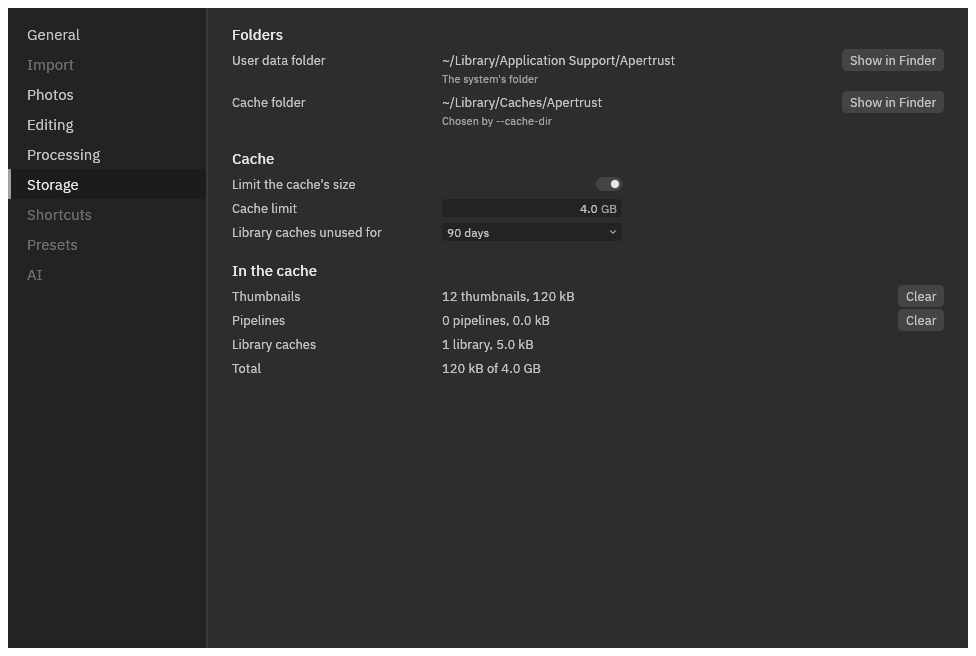 General
Import
Photos
Editing
Processing
Storage
Shortcuts
Presets
AI
Folders
User data folder ~/Library/Application Support/Apertrust Show in Finder
The system's folder
Cache folder ~/Library/Caches/Apertrust Show in Finder
Chosen by --cache-dir
Cache
Limit the cache's size
Cache limit 4.0 GB
Library caches unused for 90 days
In the cache
Thumbnails 12 thumbnails, 120 kB Clear
Pipelines 0 pipelines, 0.0 kB Clear
Library caches 1 library, 5.0 kB
Total 120 kB of 4.0 GB